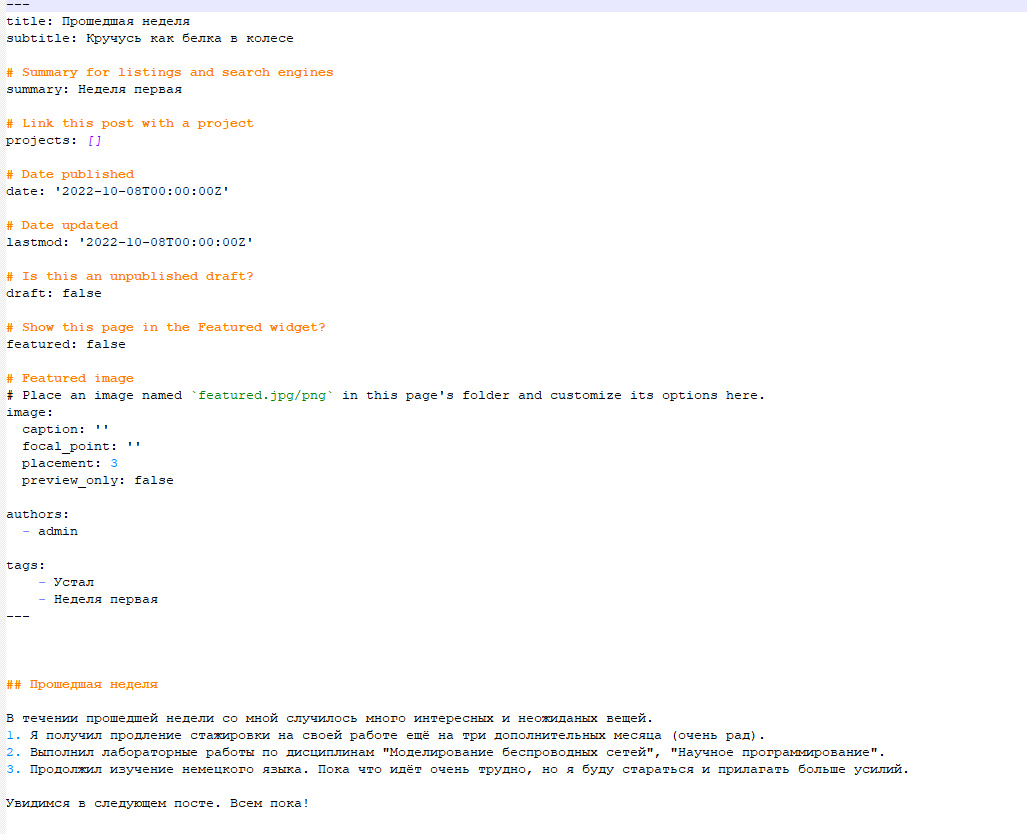 ---
title: Прошедшая неделя
subtitle: Кручусь как белка в колесе
# Summary for listings and search engines
summary: Неделя первая
# Link this post with a project
projects: []
# Date published
date: '2022-10-08T00:00:00Z'
# Date updated
lastmod: '2022-10-08T00:00:00Z'
# Is this an unpublished draft?
draft: false
# Show this page in the Featured widget?
featured: false
# Featured image
# Place an image named `featured.jpg/png` in this page's folder and customize its options here.
image:
  caption: ''
  focal_point: ''
  placement: 3
  preview_only: false
authors:
  - admin
tags:
    - Устал
    - Неделя первая
---
## Прошедшая неделя
В течении прошедшей недели со мной случилось много интересных и неожиданых вещей.
1. Я получил продление стажировки на своей работе ещё на три дополнительных месяца (очень рад).
2. Выполнил лабораторные работы по дисциплинам "Моделирование беспроводных сетей", "Научное программирование".
3. Продолжил изучение немецкого языка. Пока что идёт очень трудно, но я буду стараться и прилагать больше усилий.
Увидимся в следующем посте. Всем пока!